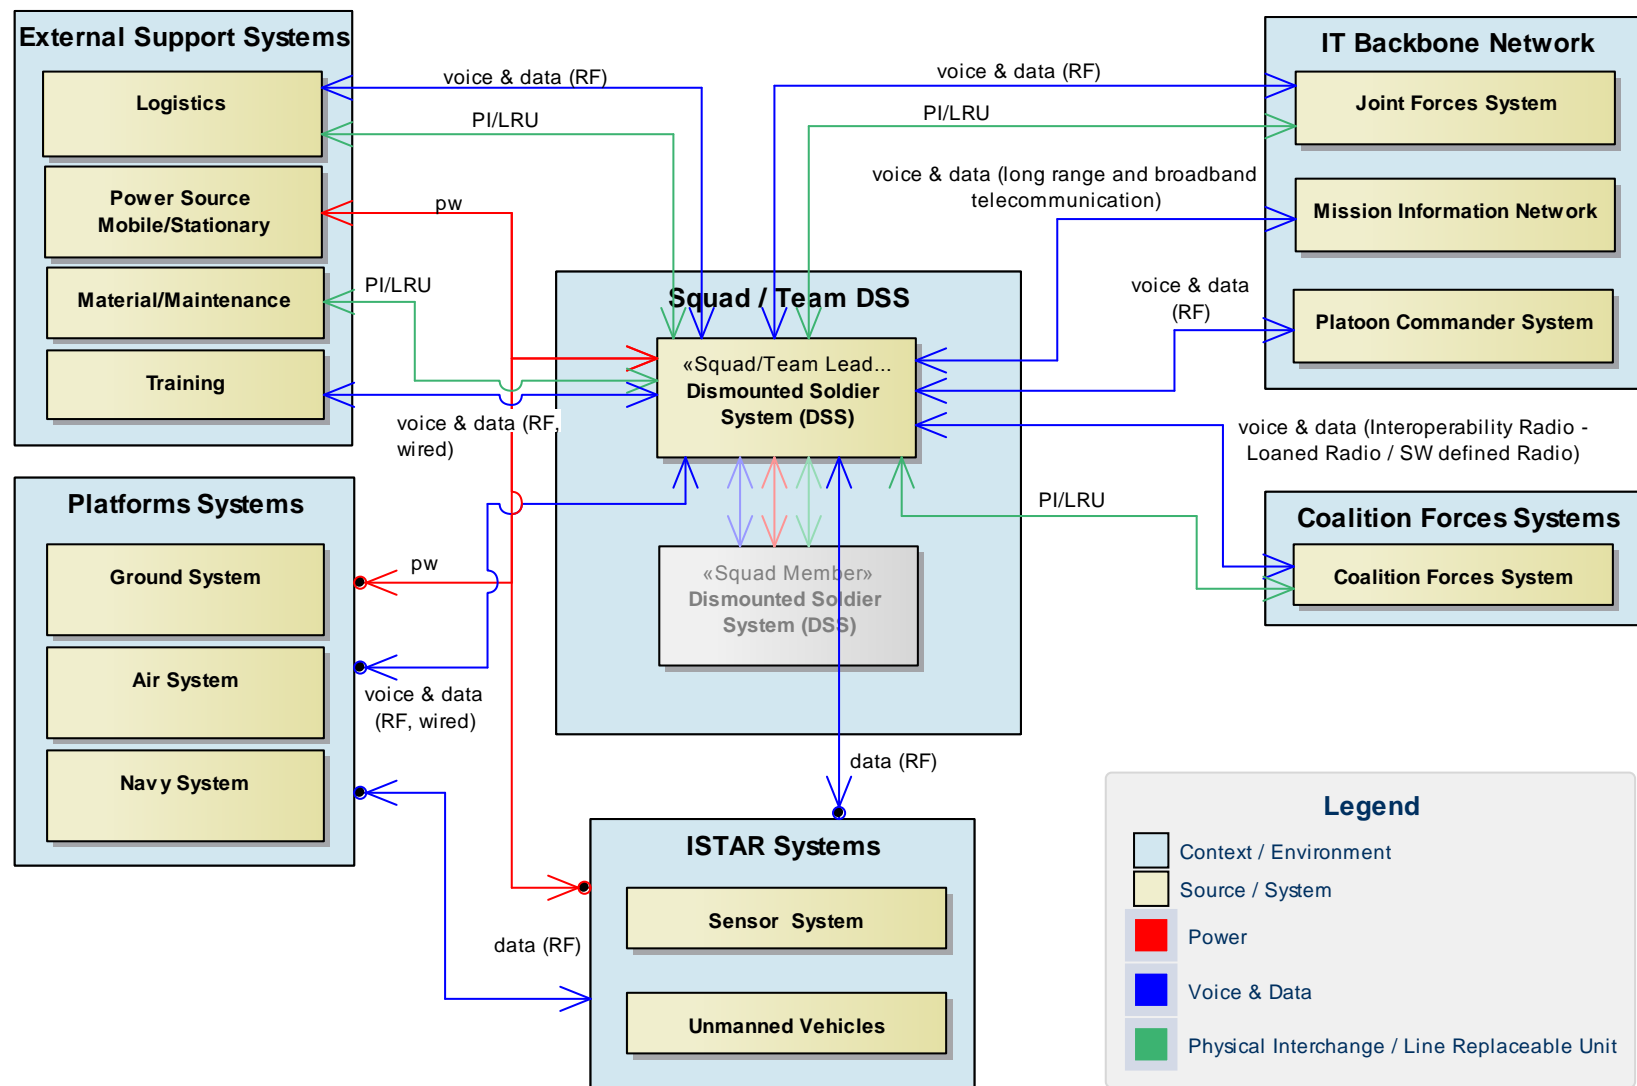 External Support Systems
Logistics
Power Source
Mobile/Stationary
Material/Maintenance
Training
voice & data (RF)
PI/LRU
pw
PI/LRU
voice & data (RF,
wired)
IT Backbone Network
Joint Forces System
Mission Information Network
Platoon Commander System
voice & data (RF)
PI/LRU
voice & data (long range and broadband
telecommunication)
voice & data
(RF)
Squad / Team DSS
«Squad/Team Lead...
Dismounted Soldier
System (DSS)
«Squad Member»
Dismounted Soldier
System (DSS)
voice & data (Interoperability Radio -
Loaned Radio / SW defined Radio)
PI/LRU
Coalition Forces Systems
Coalition Forces System
Platforms Systems
Ground System
Air System
Navy System
pw
voice & data
(RF, wired)
data (RF)
data (RF)
ISTAR Systems
Sensor System
Unmanned Vehicles
Legend
Context / Environment
Source / System
Power
Voice & Data
Physical Interchange / Line Replaceable Unit